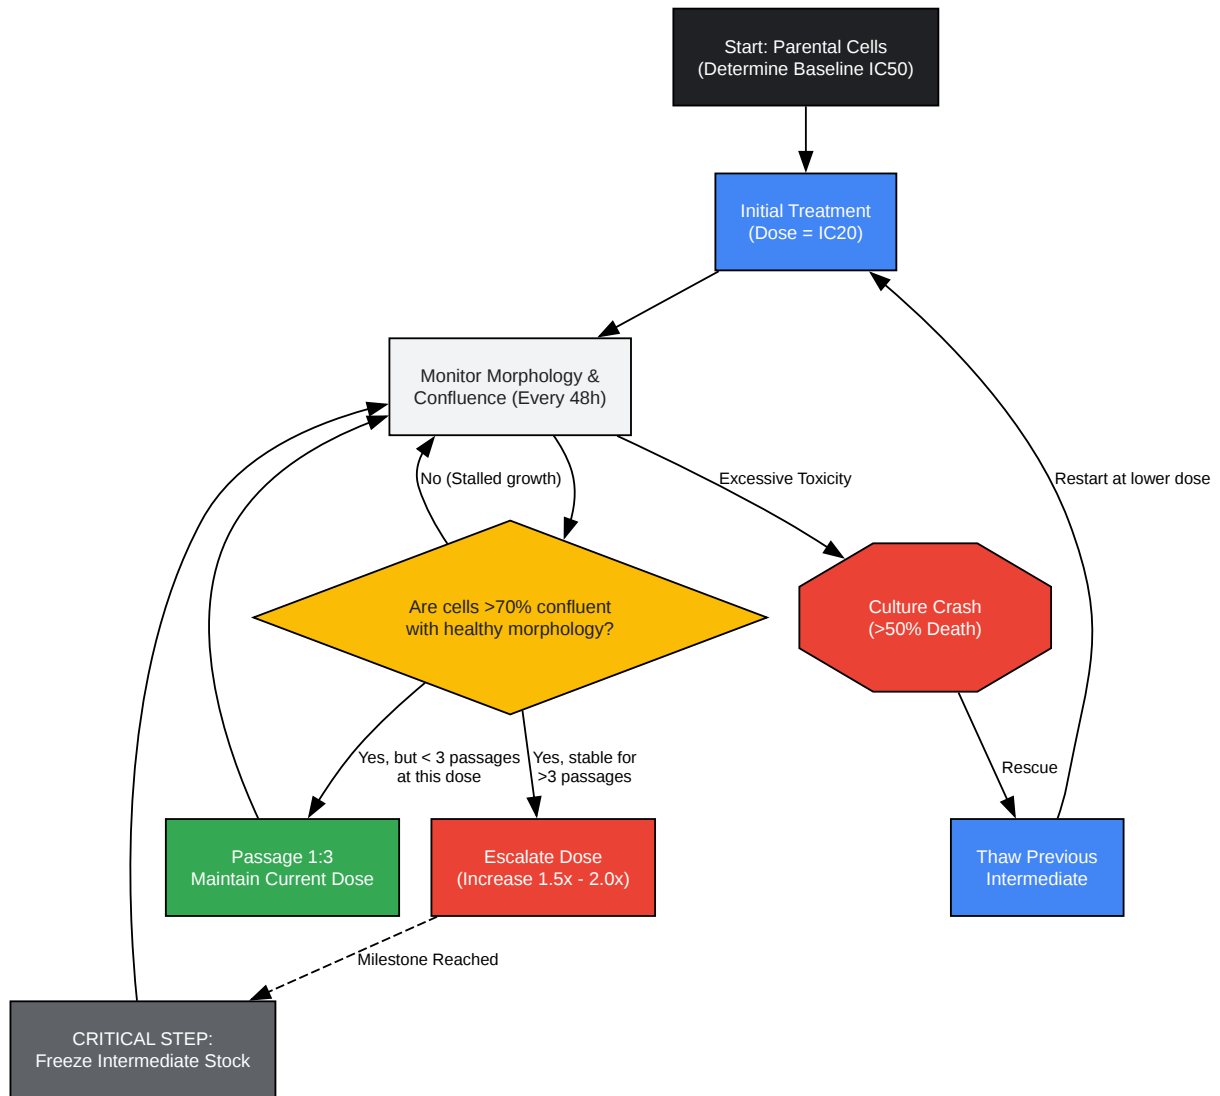 Start: Parental Cells
(Determine Baseline IC50)
Initial Treatment
(Dose = IC20)
Monitor Morphology &
Confluence (Every 48h)
No (Stalled growth)
Excessive Toxicity
Restart at lower dose
Are cells >70% confluent
with healthy morphology?
Culture Crash
(>50% Death)
Yes, but < 3 passages
at this dose
Yes, stable for
>3 passages
Rescue
Passage 1:3
Maintain Current Dose
Escalate Dose
(Increase 1.5x - 2.0x)
Thaw Previous
Intermediate
Milestone Reached
CRITICAL STEP:
Freeze Intermediate Stock